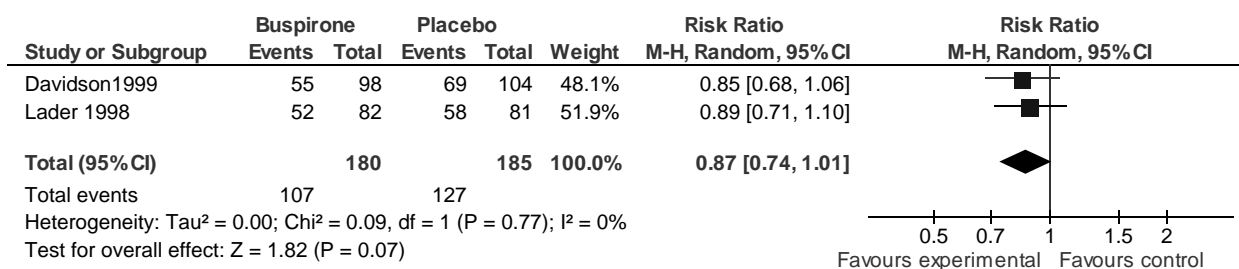 Buspirone Placebo Risk Ratio Risk Ratio
Study or Subgroup Events Total Events Total Weight M-H, Random, 95% CI M-H, Random, 95% CI
Davidson1999 55 98 69 104 48.1% 0.85 [0.68, 1.06]
Lader 1998 52 82 58 81 51.9% 0.89 [0.71, 1.10]
Total (95% CI) 180 185 100.0% 0.87 [0.74, 1.01]
Total events 107 127
Heterogeneity: Tau² = 0.00; Chi² = 0.09, df = 1 (P = 0.77); I² = 0%
Test for overall effect: Z = 1.82 (P = 0.07)
0.5 0.7 1 1.5 2
Favours experimental Favours control